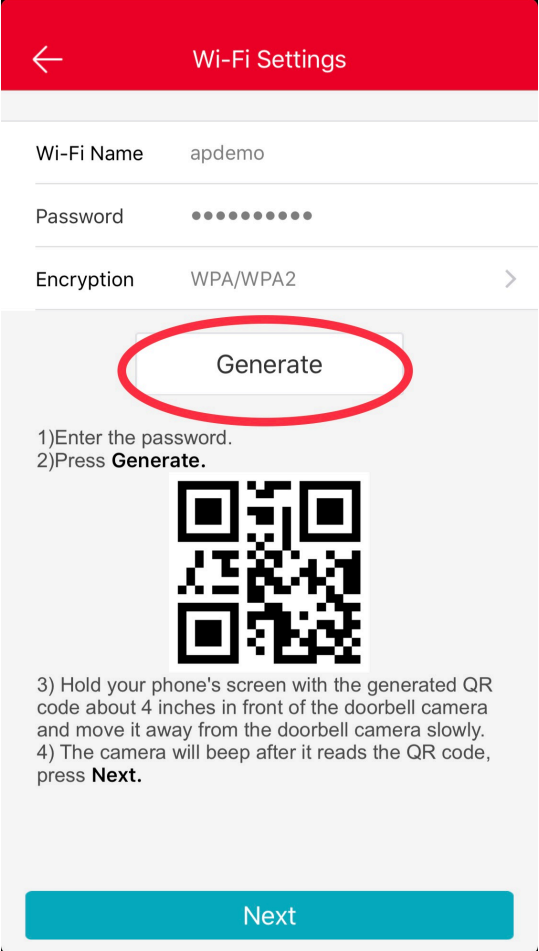 Wi-Fi Settings
Wi-Fi Name apdemo
Password ●●●●●●●●●●
Encryption WPA/WPA2
Generate
1)Enter the password.
2)Press Generate.
3) Hold your phone's screen with the generated QR
code about 4 inches in front of the doorbell camera
and move it away from the doorbell camera slowly.
4) The camera will beep after it reads the QR code,
press Next.
Next